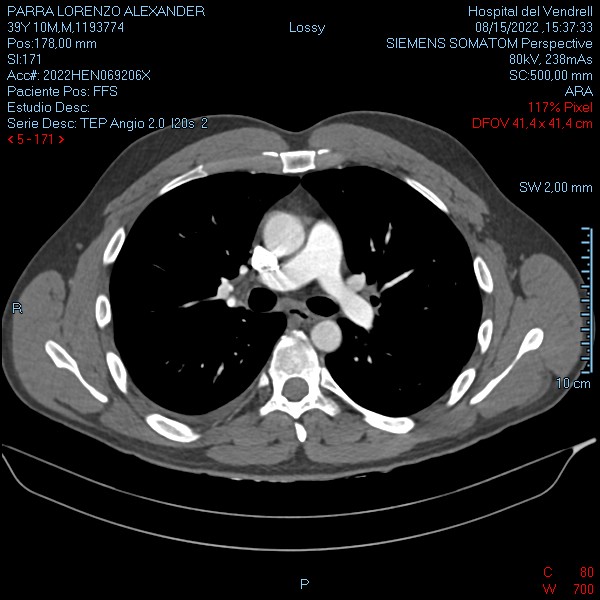 PARRA LORENZO ALEXANDER
39Y 10M,M,1193774
Pos:178,00 mm
SI:171
Acc#: 2022HEN069206X
Paciente Pos: FFS
Estudio Desc:
Serie Desc: TEP Angio 2.0 I20s 2
< 5 - 171 >
Lossy
Hospital del Vendrell
08/15/2022 ,15:37:33
SIEMENS SOMATOM Perspective
80kV, 238mAs
SC:500,00 mm
ARA
117% Pixel
DFOV 41,4 x 41,4 cm
SW 2,00 mm
R
10 cm
P
C 80
W 700